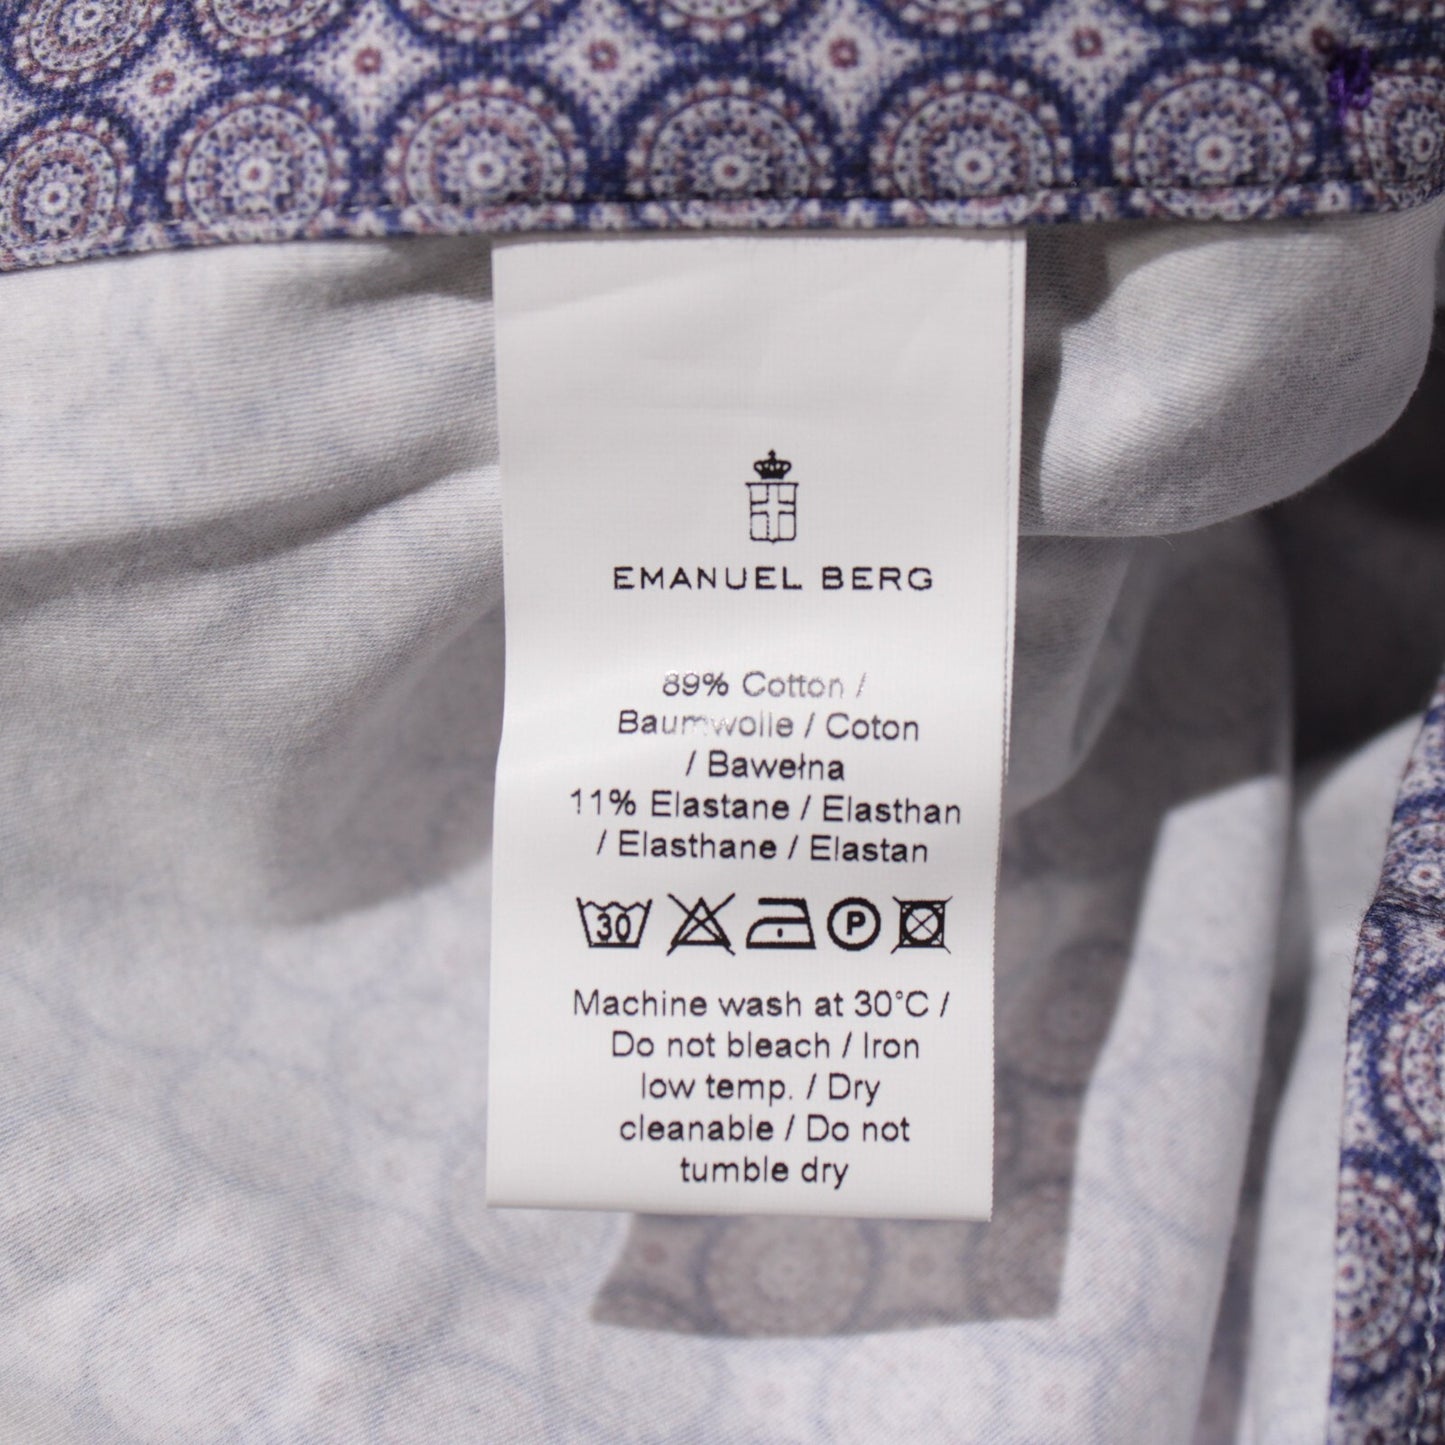 EMANUEL BERG
89% Cotton /
Baumwolle / Coton
/ Bawełna
11% Elastane / Elasthan
/ Elasthane / Elastan
30 P
Machine wash at 30°C /
Do not bleach / Iron
low temp. / Dry
cleanable / Do not
tumble dry